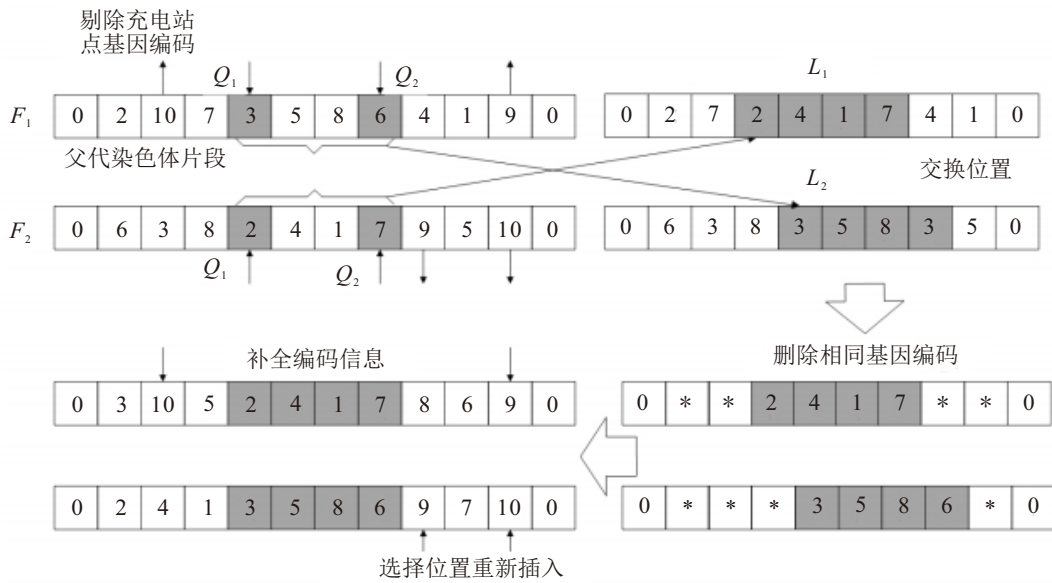 剔除充电站
点基因编码
Q₁ Q₂ L₁
F₁ 0 2 10 7 3 5 8 6 4 1 9 0
0 2 7 2 4 1 7 4 1 0
父代染色体片段
交换位置
L₂
F₂ 0 6 3 8 2 4 1 7 9 5 10 0
0 6 3 8 3 5 8 3 5 0
Q₁ Q₂
补全编码信息
删除相同基因编码
0 3 10 5 2 4 1 7 8 6 9 0
0 * * 2 4 1 7 * * 0
0 2 4 1 3 5 8 6 9 7 10 0
0 * * * 3 5 8 6 * 0
选择位置重新插入